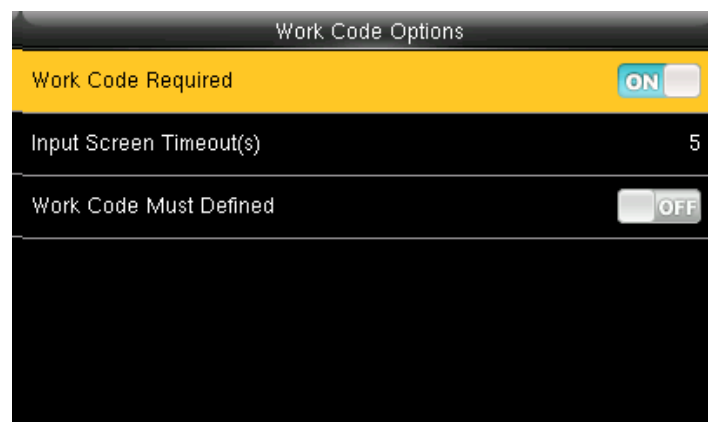 Work Code Options
Work Code Required ON
Input Screen Timeout(s) 5
Work Code Must Defined OFF